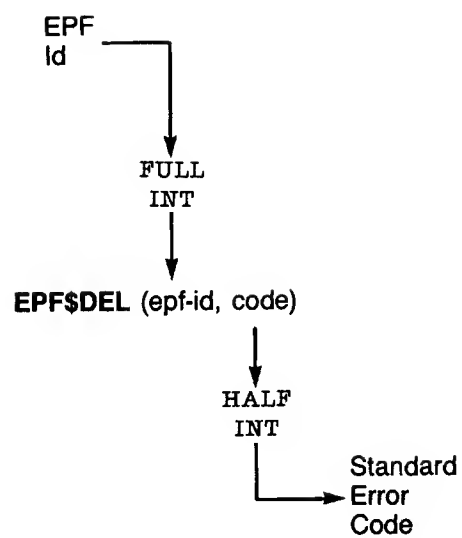 EPF
Id
FULL
INT
EPF$DEL (epf-id, code)
HALF
INT
Standard
Error
Code